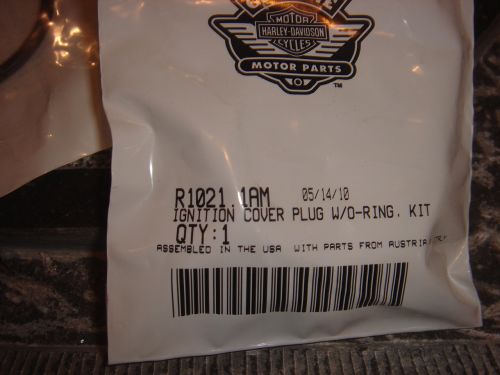 MOTOR
HARLEY-DAVIDSON
CYCLES
MOTOR PARTS
TM
R1021.1AM 05/14/10
IGNITION COVER PLUG W/O-RING. KIT
QTY:1
ASSEMBLED IN THE USA WITH PARTS FROM AUSTRIA